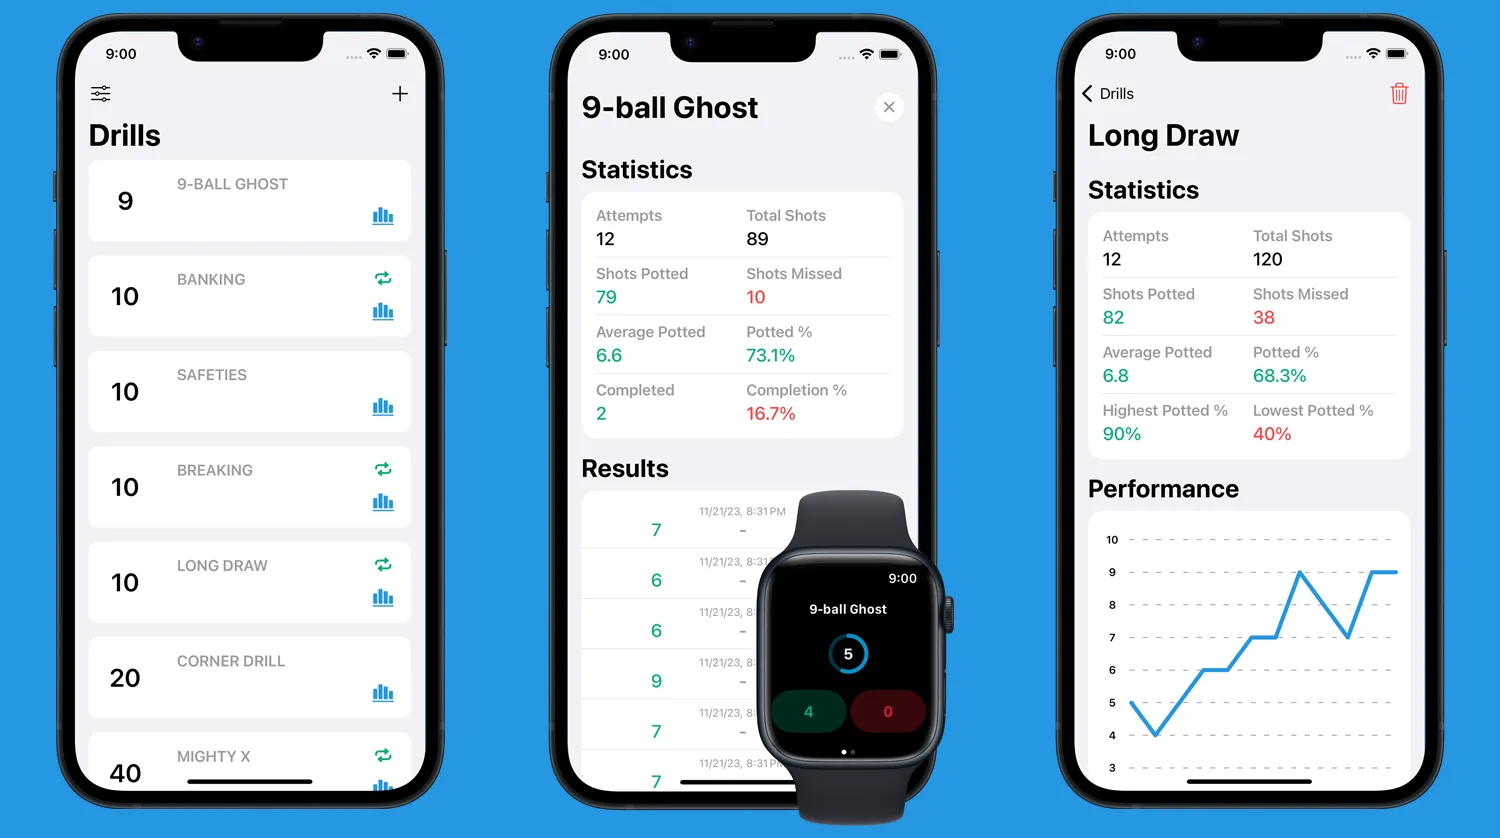 9:00
Drills
9
9-BALL GHOST
10
BANKING
10
SAFETIES
10
BREAKING
10
LONG DRAW
20
CORNER DRILL
40
MIGHTY X
9:00
9-ball Ghost
Statistics
Attempts Total Shots
12 89
Shots Potted Shots Missed
79 10
Average Potted Potted %
6.6 73.1%
Completed Completion %
2 16.7%
Results
11/21/23, 8:31 PM
7 –
11/21/23, 8:31
6 –
11/21/23, 8:
6 –
11/21/23, 8:
9 –
11/21/23, 8:
7 –
11/21/23, 8:31 PM
7
9:00
9-ball Ghost
5
4 0
9:00
Drills
Long Draw
Statistics
Attempts Total Shots
12 120
Shots Potted Shots Missed
82 38
Average Potted Potted %
6.8 68.3%
Highest Potted % Lowest Potted %
90% 40%
Performance
10
9
8
7
6
5
4
3